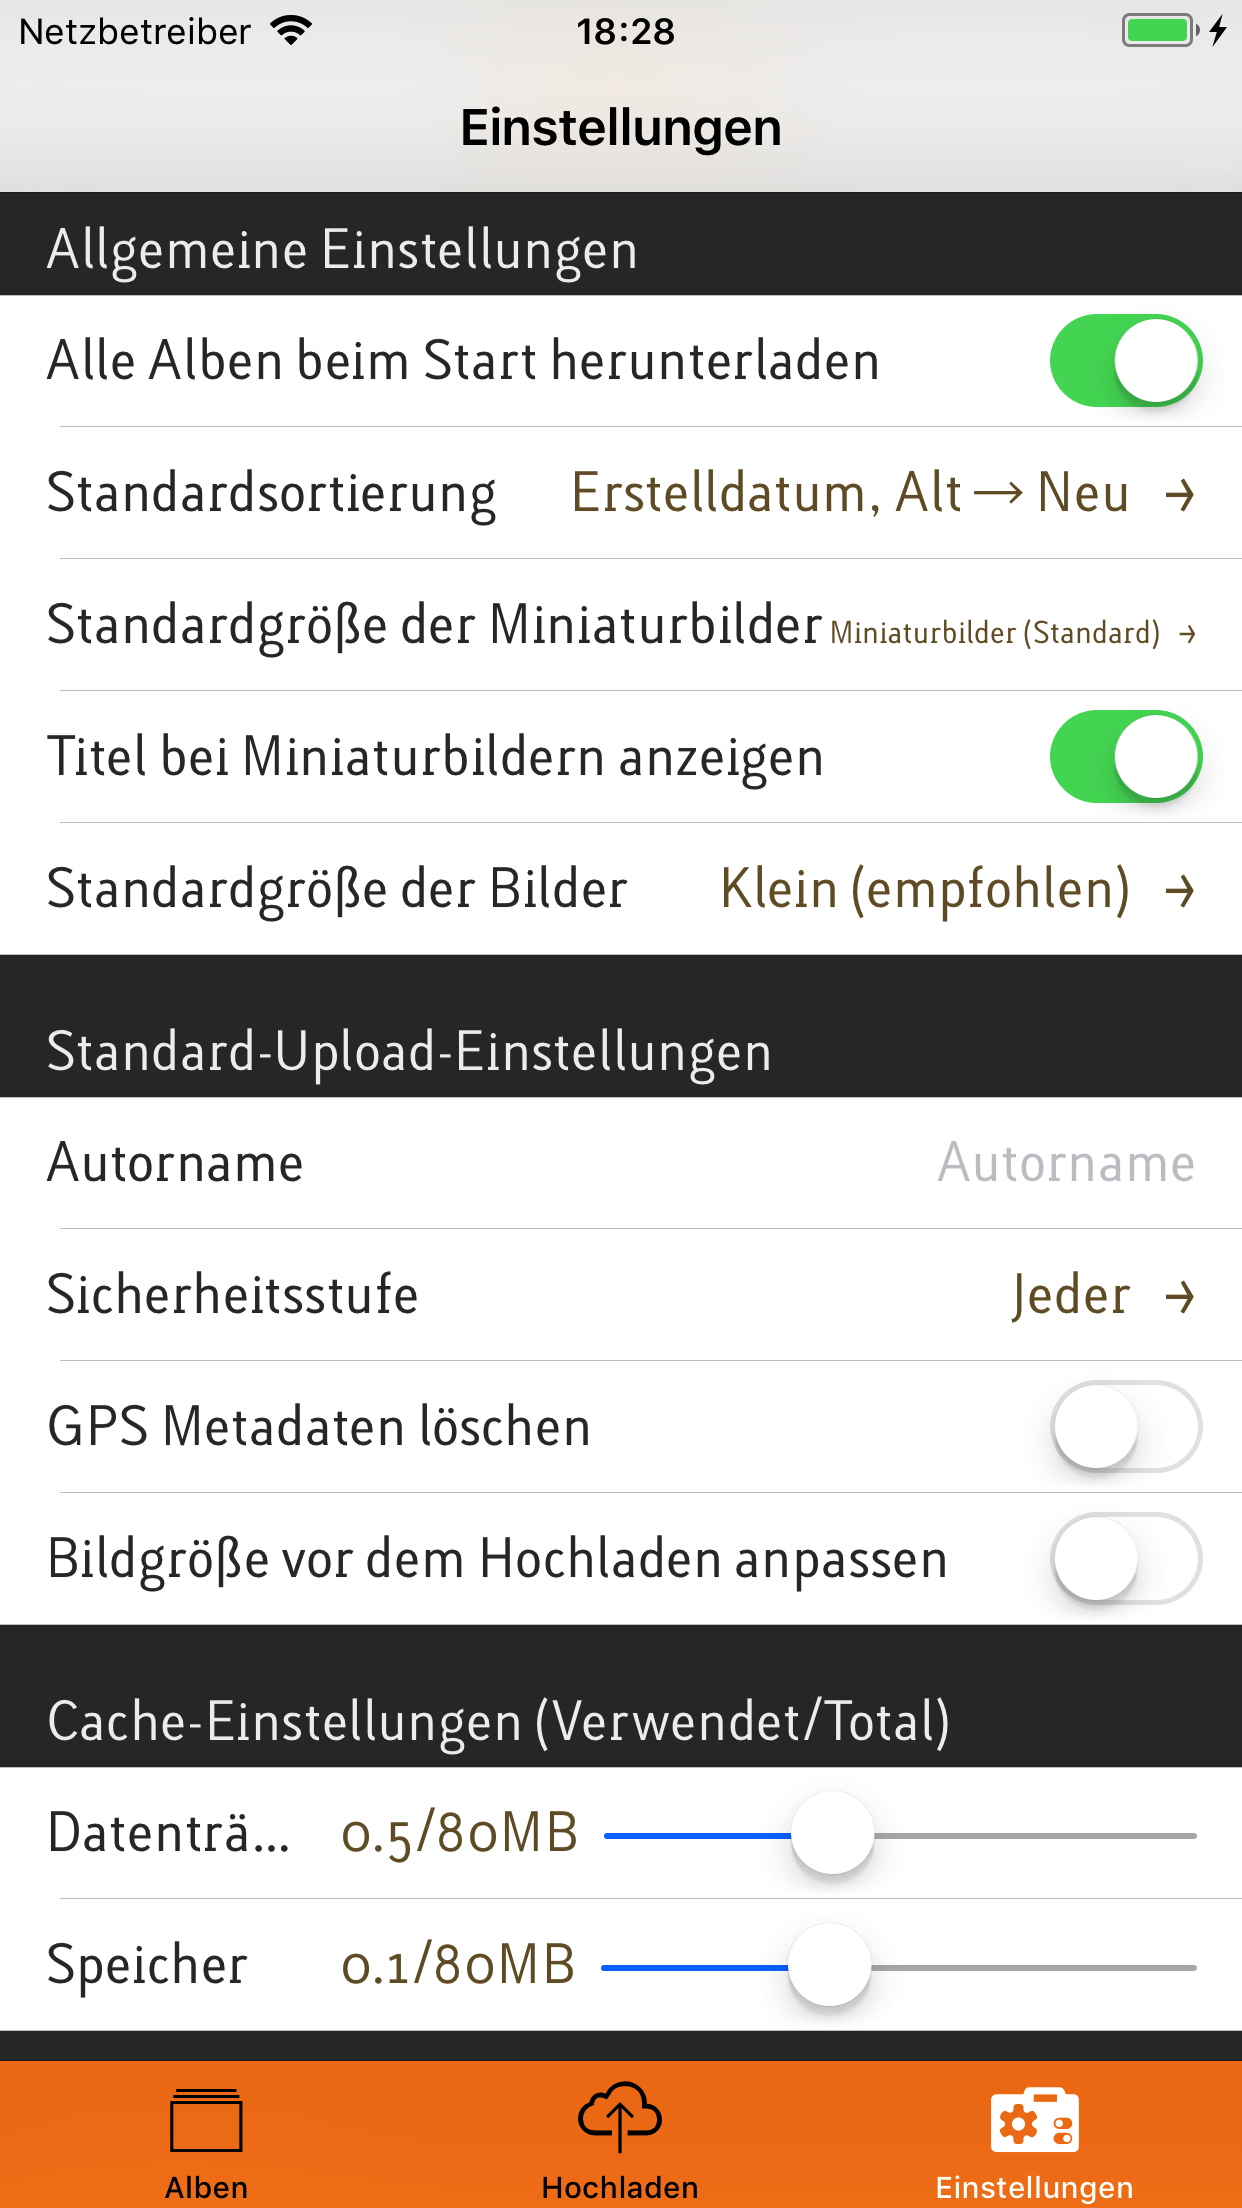 Netzbetreiber 18:28
Einstellungen
Allgemeine Einstellungen
Alle Alben beim Start herunterladen
Standardsortierung Erstelldatum, Alt → Neu →
Standardgröße der Miniaturbilder Miniaturbilder (Standard) →
Titel bei Miniaturbildern anzeigen
Standardgröße der Bilder Klein (empfohlen) →
Standard-Upload-Einstellungen
Autorname Autorname
Sicherheitsstufe Jeder →
GPS Metadaten löschen
Bildgröße vor dem Hochladen anpassen
Cache-Einstellungen (Verwendet/Total)
Datenträ... 0.5/80MB
Speicher 0.1/80MB
Alben Hochladen Einstellungen